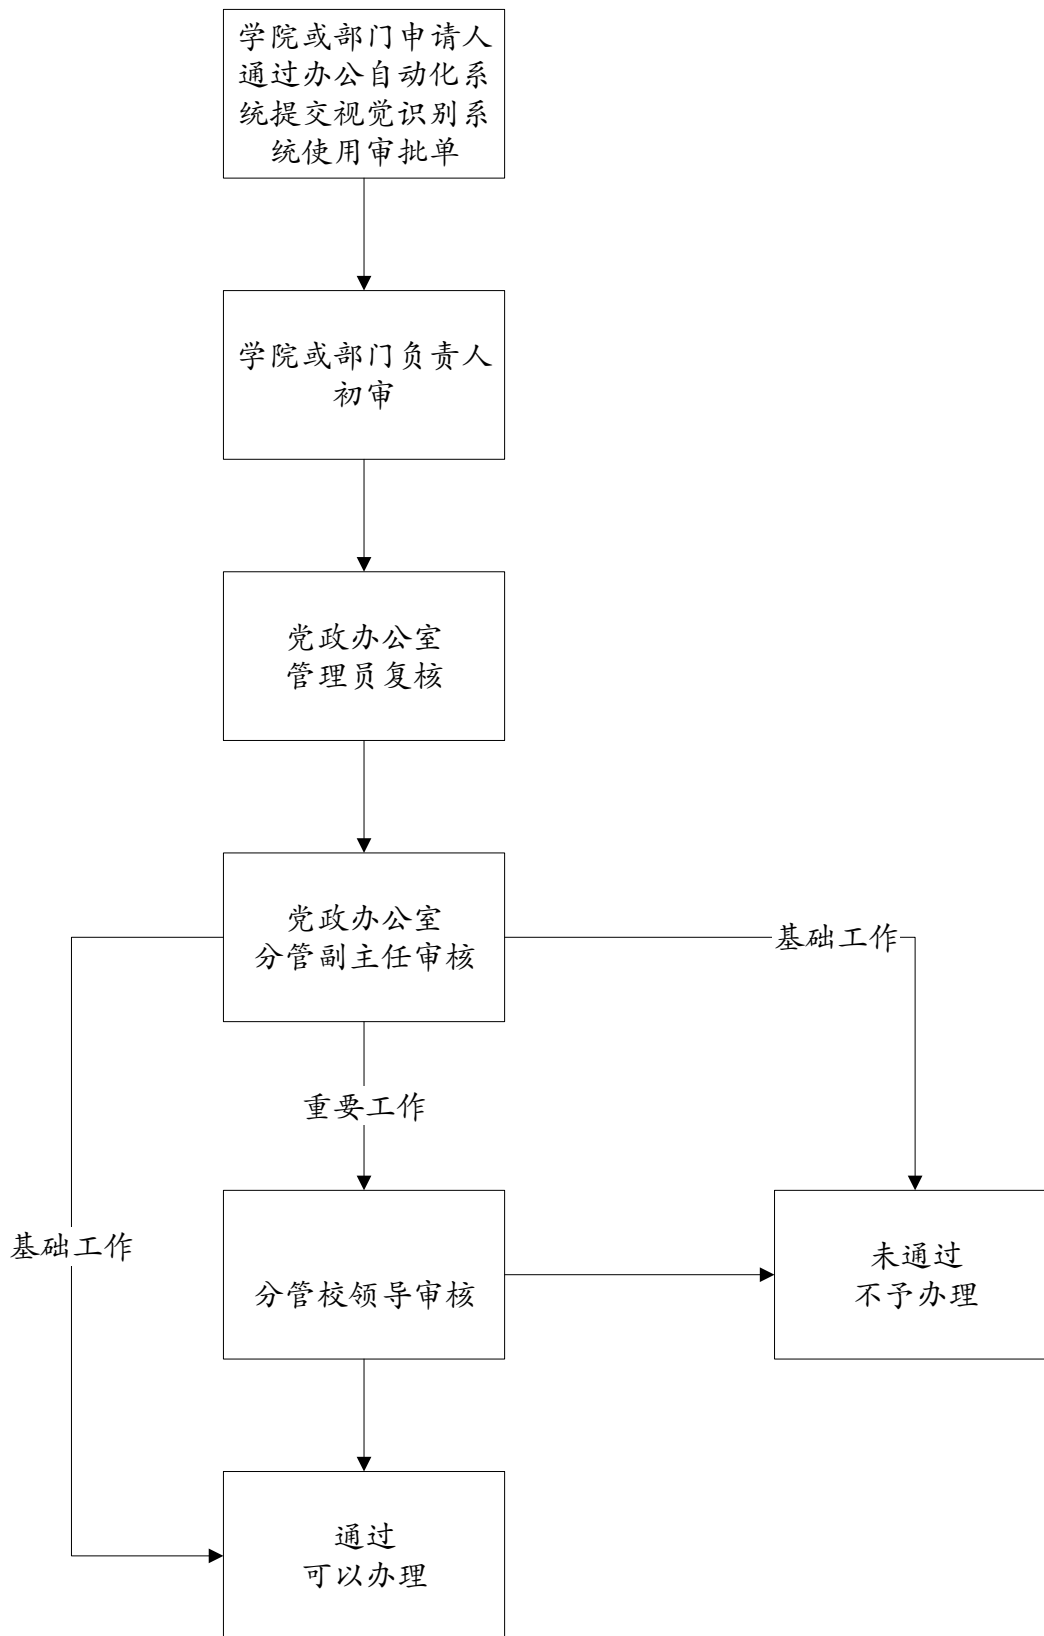 学院或部门申请人
通过办公自动化系
统提交视觉识别系
统使用审批单
学院或部门负责人
初审
党政办公室
管理员复核
党政办公室
分管副主任审核
基础工作
重要工作
基础工作
分管校领导审核
未通过
不予办理
通过
可以办理